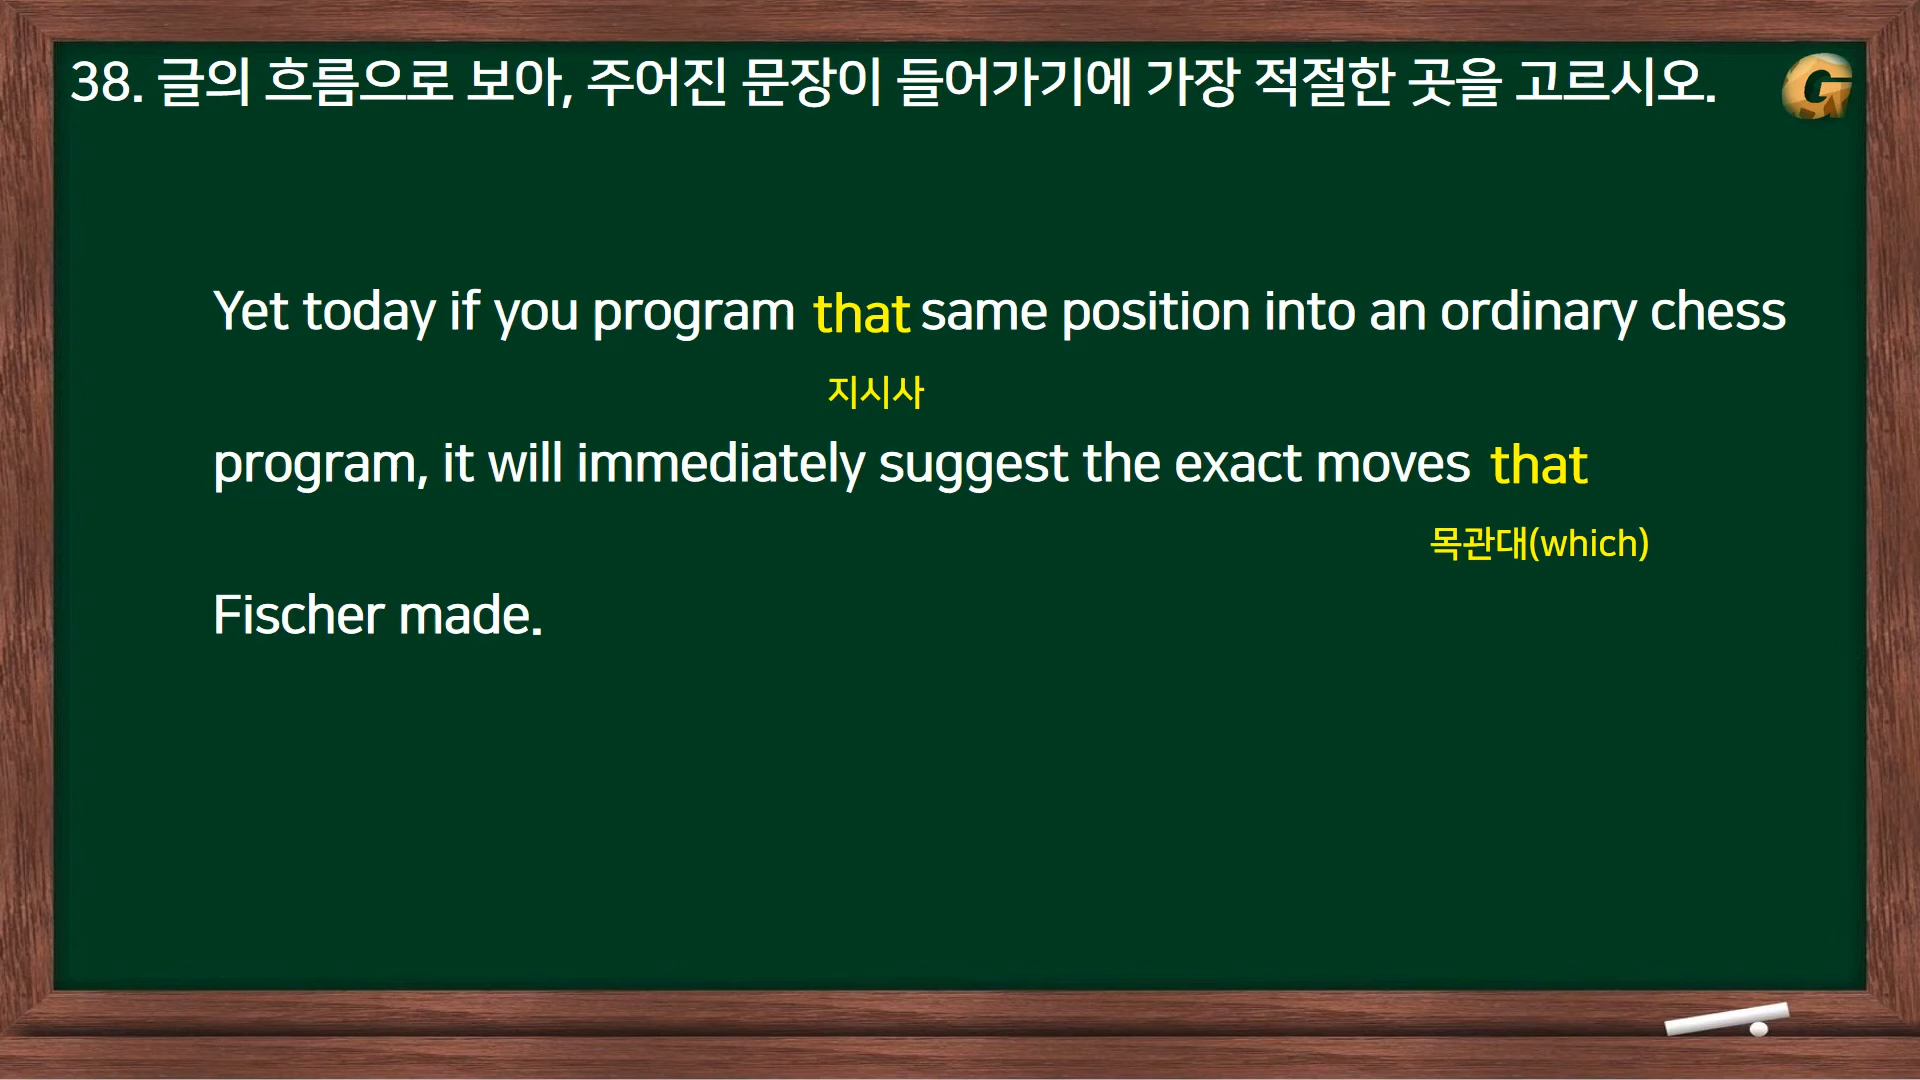 38. 글의 흐름으로 보아, 주어진 문장이 들어가기에 가장 적절한 곳을 고르시오.
G
Yet today if you program that same position into an ordinary chess
지시사
program, it will immediately suggest the exact moves that
목관대(which)
Fischer made.